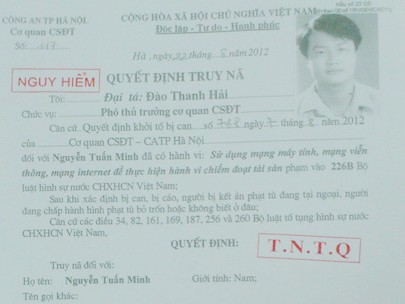 CÔNG AN TP HÀ NỘI
CỘNG HÒA XÃ HỘI CHỦ NGHĨA VIỆT NAM
Cơ quan CSĐT
Độc lập - Tự do - Hạnh phúc
Hà , ngày 22 tháng 8 năm 2012
NGUY HIỂM
QUYẾT ĐỊNH TRUY NÃ
Tôi: Đại tá: Đào Thanh Hải
Chức vụ: Phó thủ trưởng cơ quan CSĐT
Căn cứ Quyết định khởi tố bị can số ngày 7 tháng 8 2012
của Cơ quan CSĐT – CATP Hà Nội
đối với Nguyễn Tuấn Minh đã có hành vi: Sử dụng mạng máy tính, mạng viễn
thông, mạng internet để thực hiện hành vi chiếm đoạt tài sản phạm vào 226B Bộ
luật hình sự nước CHXHCN Việt Nam;
Sau khi xác định bị can, bị cáo, người bị kết án phạt tù đang tại ngoại, người
đang chấp hành hình phạt tù bỏ trốn hoặc không biết ở đâu;
Căn cứ các điều 34, 82, 161, 169, 187, 256 và 260 Bộ luật tố tụng hình sự nước
CHXHCN Việt Nam,
QUYẾT ĐỊNH:
T.N.T.Q
Truy nã đối với:
Họ tên: Nguyễn Tuấn Minh Giới tính: Nam;
Tên gọi khác: